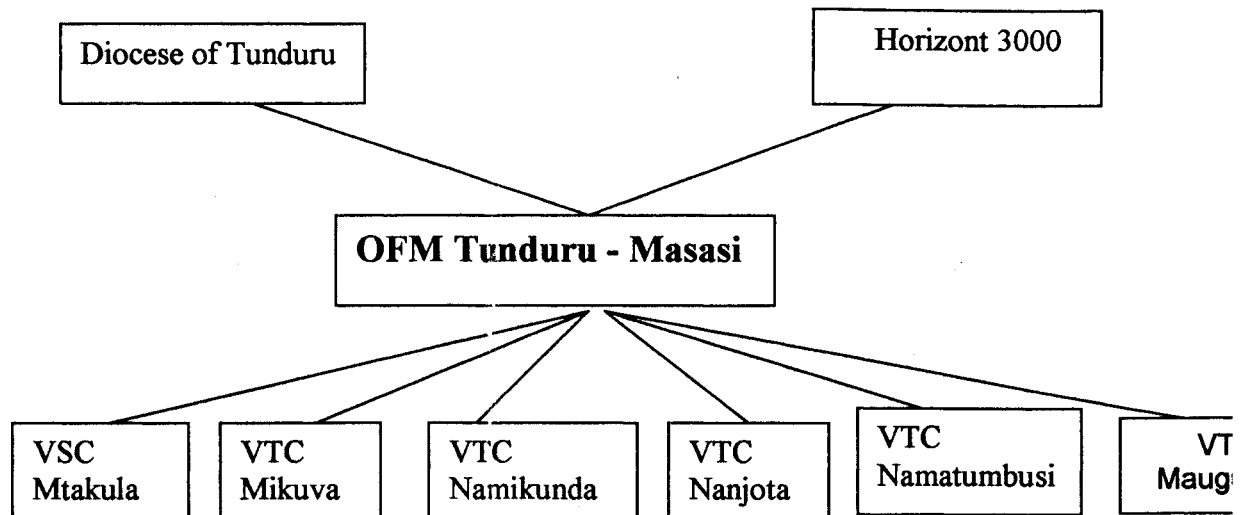 Diocese of Tunduru
Horizont 3000
OFM Tunduru - Masasi
VSC
Mtakula
VTC
Mikuva
VTC
Namikunda
VTC
Nanjota
VTC
Namatumbusi